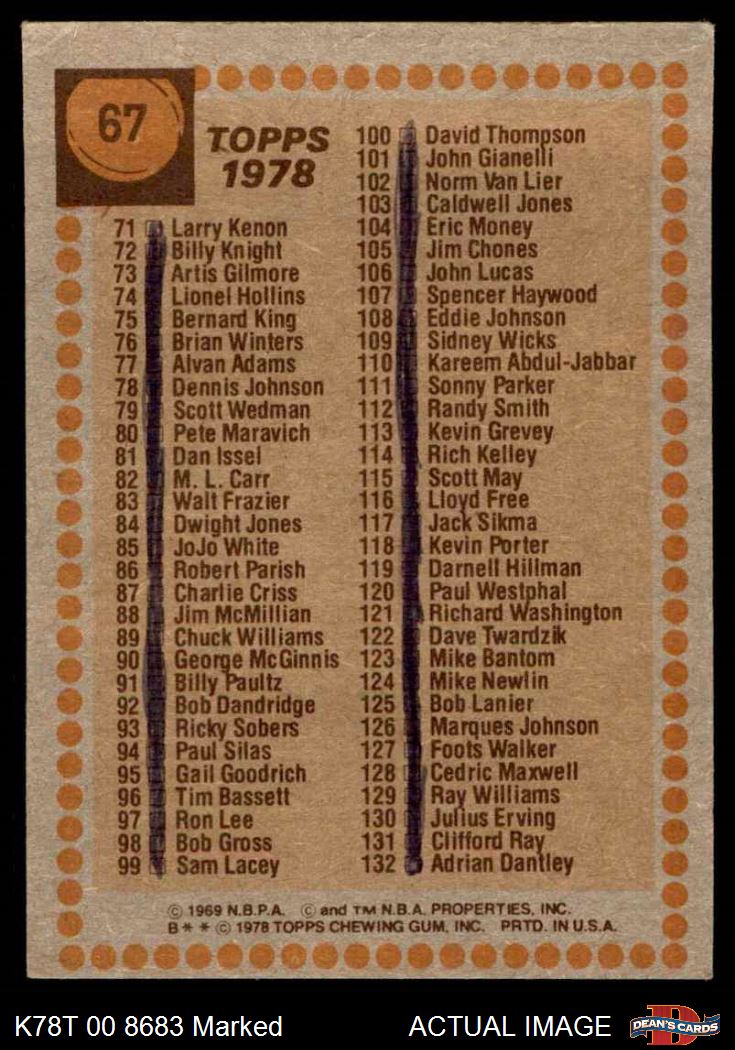 67
TOPPS
1978
71 Larry Kenon
72 Billy Knight
73 Artis Gilmore
74 Lionel Hollins
75 Bernard King
76 Brian Winters
77 Alvan Adams
78 Dennis Johnson
79 Scott Wedman
80 Pete Maravich
81 Dan Issel
82 M. L. Carr
83 Walt Frazier
84 Dwight Jones
85 JoJo White
86 Robert Parish
87 Charlie Criss
88 Jim McMillian
89 Chuck Williams
90 George McGinnis
91 Billy Paultz
92 Bob Dandridge
93 Ricky Sobers
94 Paul Silas
95 Gail Goodrich
96 Tim Bassett
97 Ron Lee
98 Bob Gross
99 Sam Lacey
100 David Thompson
101 John Gianelli
102 Norm Van Lier
103 Caldwell Jones
104 Eric Money
105 Jim Chones
106 John Lucas
107 Spencer Haywood
108 Eddie Johnson
109 Sidney Wicks
110 Kareem Abdul-Jabbar
111 Sonny Parker
112 Randy Smith
113 Kevin Grevey
114 Rich Kelley
115 Scott May
116 Lloyd Free
117 Jack Sikma
118 Kevin Porter
119 Darnell Hillman
120 Paul Westphal
121 Richard Washington
122 Dave Twardzik
123 Mike Bantom
124 Mike Newlin
125 Bob Lanier
126 Marques Johnson
127 Foots Walker
128 Cedric Maxwell
129 Ray Williams
130 Julius Erving
131 Clifford Ray
132 Adrian Dantley
© 1969 N.B.P.A. © and TM N.B.A. PROPERTIES, INC.
B * * © 1978 TOPPS CHEWING GUM, INC. PRTD. IN U.S.A.
K78T 00 8683 Marked
ACTUAL IMAGE
DEAN'S CARDS